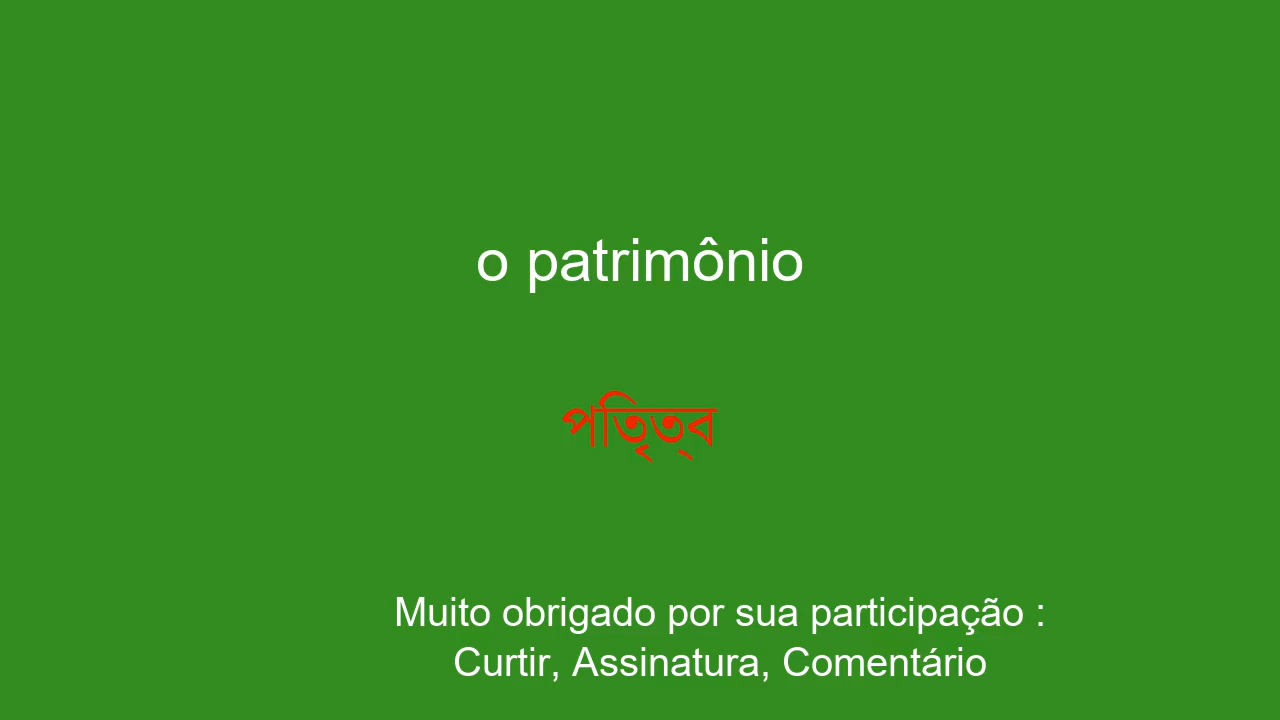 o patrimônio
পিতৃত্ব
Muito obrigado por sua participação :
Curtir, Assinatura, Comentário